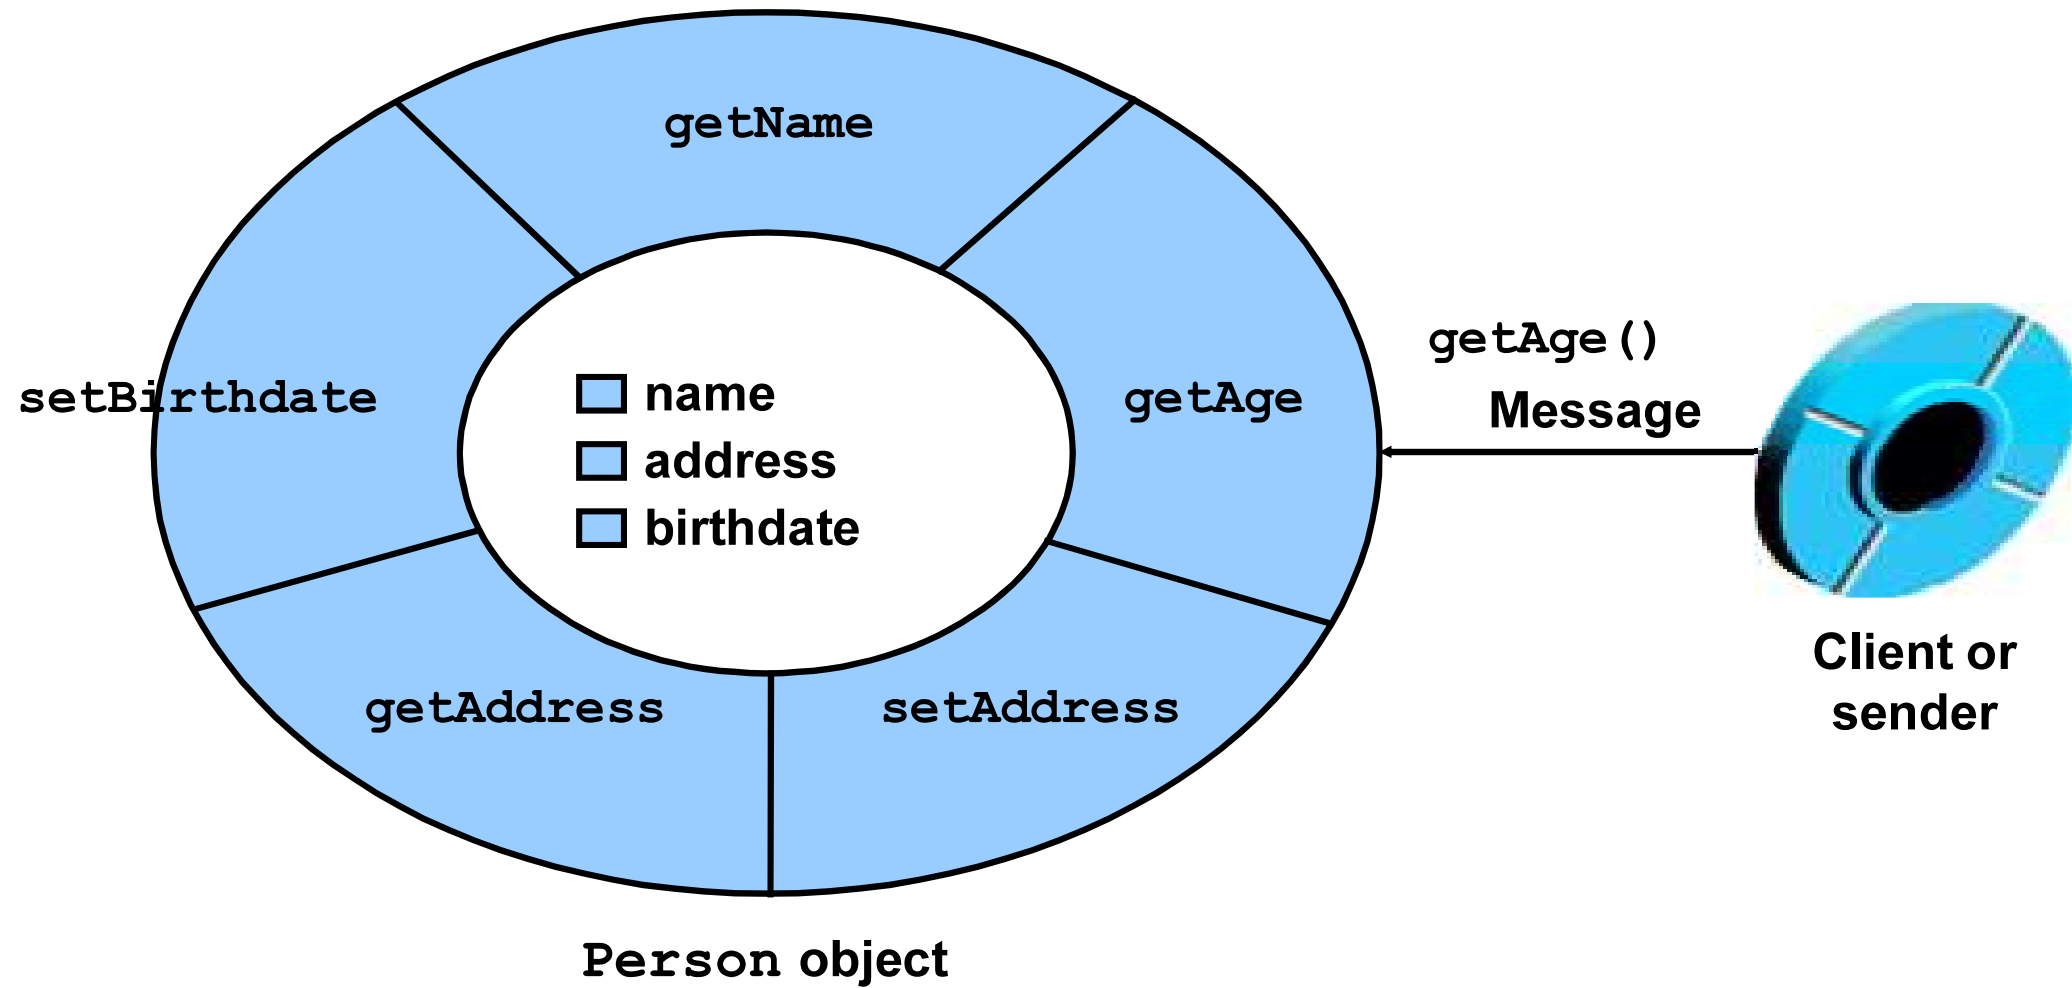 getName
setBirthdate
name
address
birthdate
getAge
getAge()
Message
getAddress
setAddress
Client or
sender
Person object